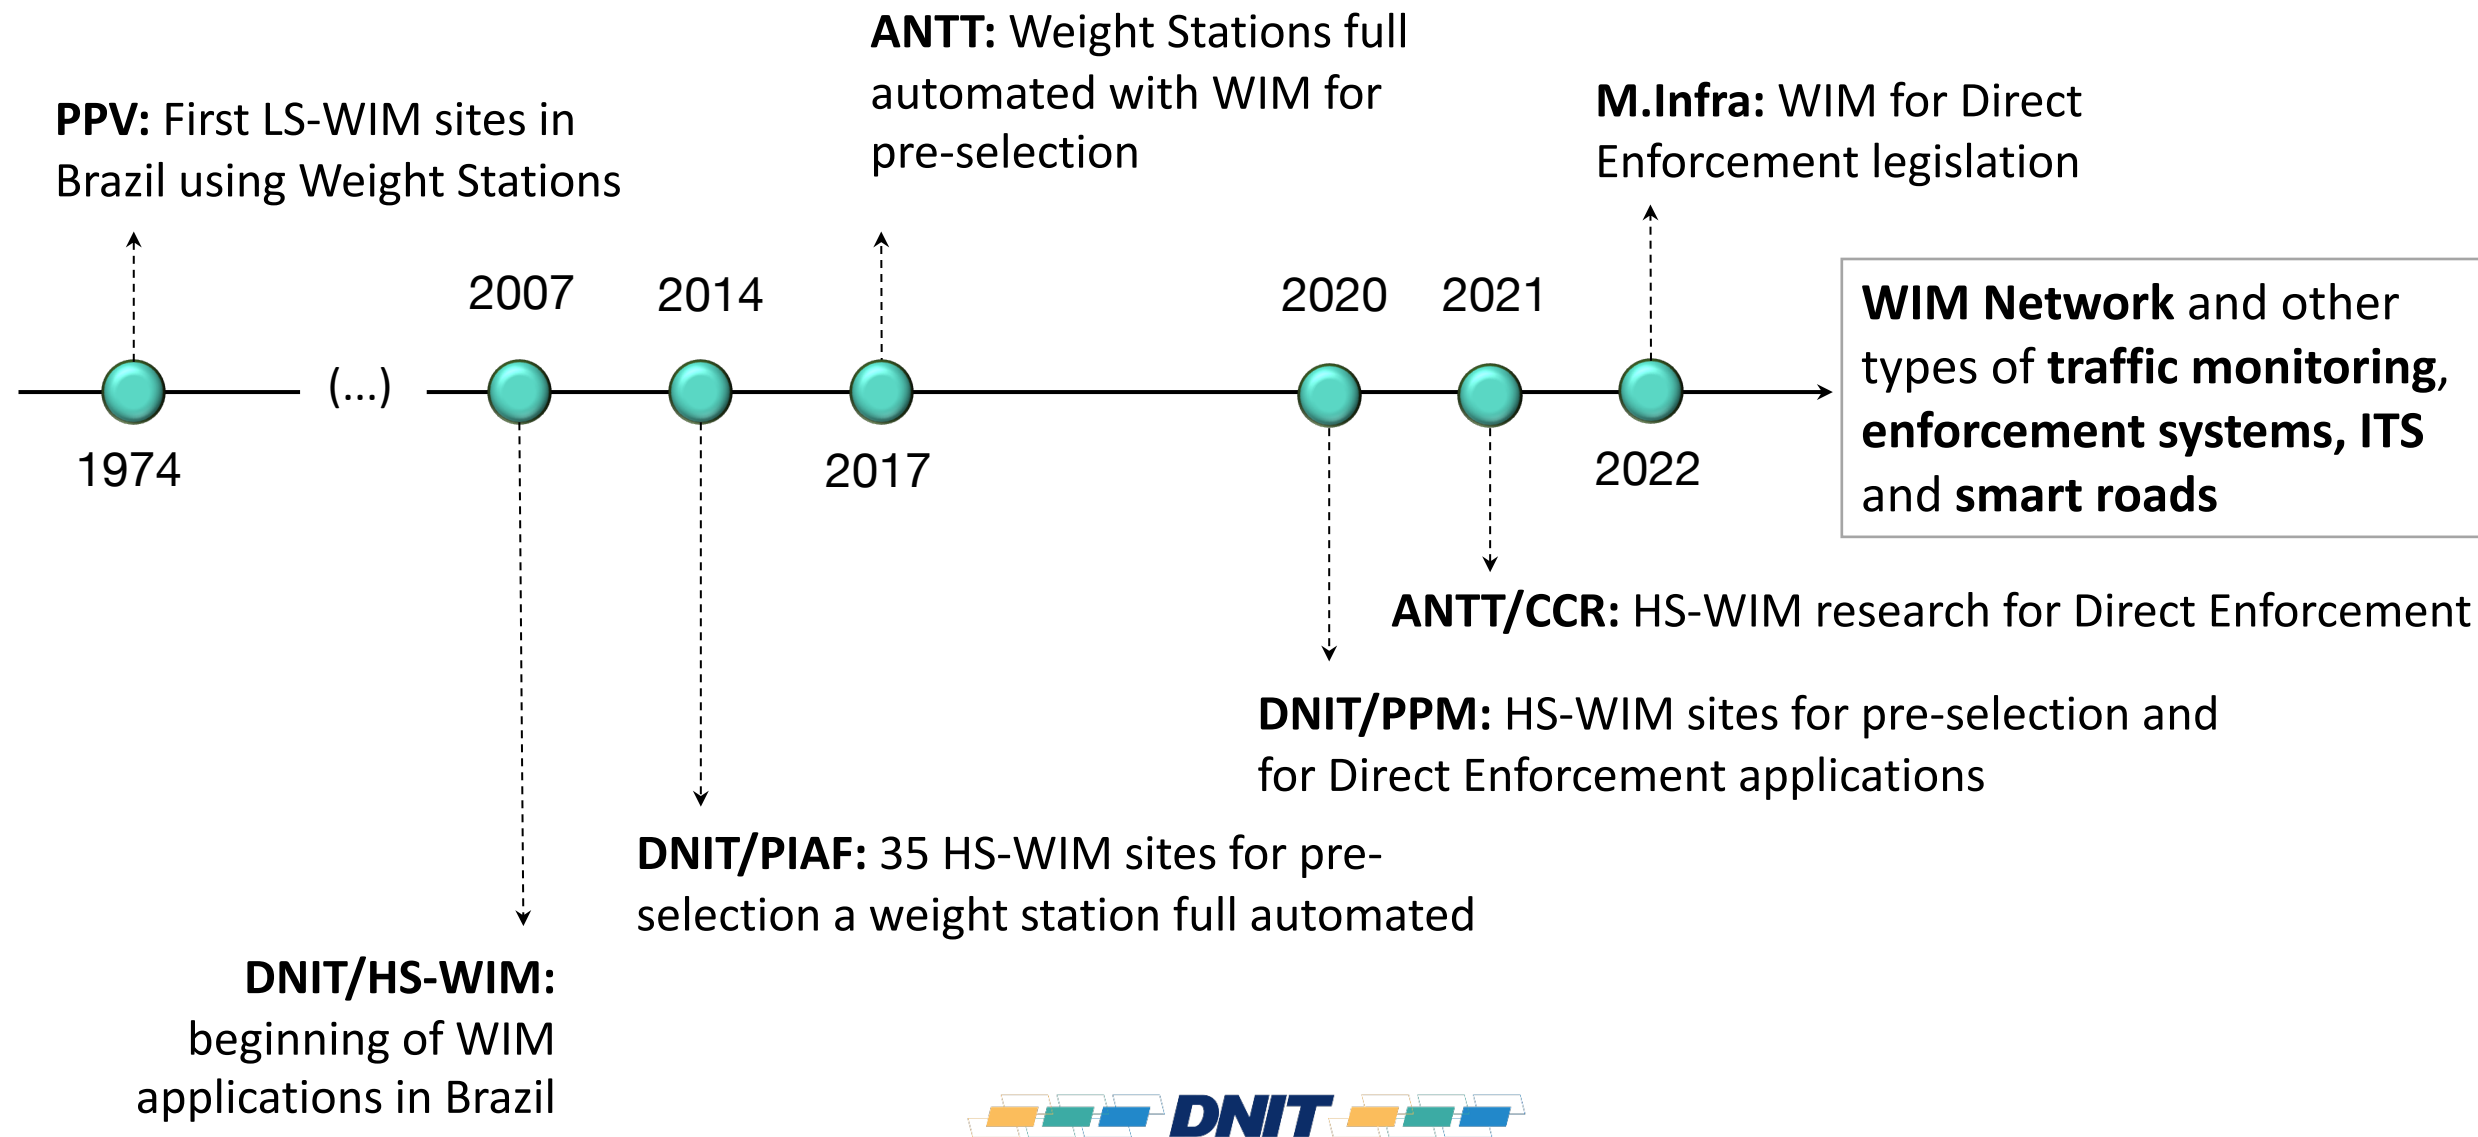 ANTT: Weight Stations full
automated with WIM for
pre-selection
PPV: First LS-WIM sites in
Brazil using Weight Stations
M.Infra: WIM for Direct
Enforcement legislation
2007
2014
2020
2021
(...)
1974
2017
2022
WIM Network and other
types of traffic monitoring,
enforcement systems, ITS
and smart roads
ANTT/CCR: HS-WIM research for Direct Enforcement
DNIT/PPM: HS-WIM sites for pre-selection and
for Direct Enforcement applications
DNIT/PIAF: 35 HS-WIM sites for pre-
selection a weight station full automated
DNIT/HS-WIM:
beginning of WIM
applications in Brazil
DNIT